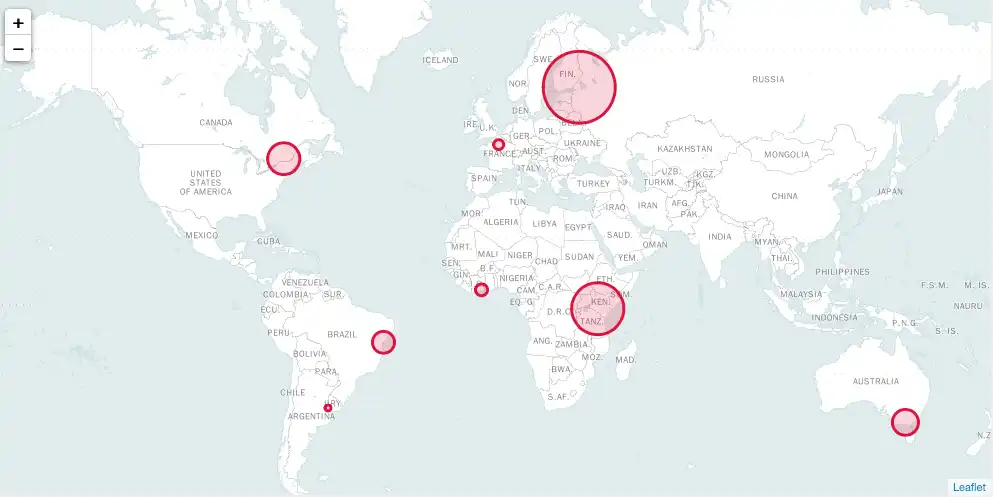 +
−
ICELAND
SWE.
FIN.
RUSSIA
NOR.
CANADA
DEN.
IRE.
U.K.
BEL.
GER.
POL.
UKRAINE
FRANCE
AUST.
KAZAKHSTAN
MONGOLIA
ROM.
ITALY
UNITED
STATES
OF AMERICA
SPAIN
TURKEY
UZB.
KGZ.
TURKM.
TJK.
JAPAN
CHINA
TUN.
MOR.
IRAQ
IRAN
AFG.
PAK.
ALGERIA
LIBYA
EGYPT
MEXICO
CUBA
SAUD.
OMAN
INDIA
MYAN.
MRT.
MALI
NIGER
CHAD
SUDAN
YEM.
THAI.
SEN.
GIN.
B.F.
PHILIPPINES
NIGERIA
ETH.
SOM.
VENEZUELA
COLOMBIA
SUR.
CAM.
C.A.R.
F.S.M.
M. IS.
EQ. G.
KEN.
MALAYSIA
NAURU
ECU.
D.R.C.
TANZ.
INDONESIA
P.N.G.
S. IS.
PERU
BRAZIL
ANG.
ZAMBIA
BOLIVIA
MOZ.
MAD.
PARA.
BWA.
AUSTRALIA
CHILE
S.AF.
URY.
ARGENTINA
N.Z.
Leaflet